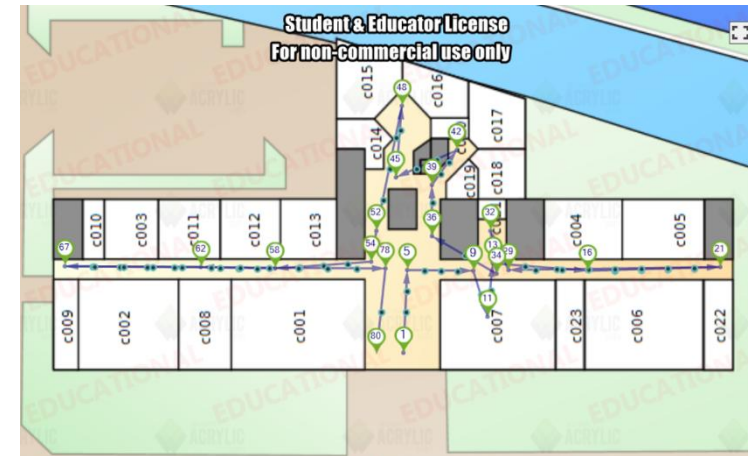 Student & Educator License
For non-commercial use only
c015
c016
c017
c014
c019
c018
48
42
45
39
52
36
32
c010
c003
c011
c012
c013
c004
c005
67
62
58
54
78
5
9
13
34
29
16
21
11
80
1
c009
c002
c008
c001
c007
c023
c006
c022
EDUCATIONAL
ACRYLIC